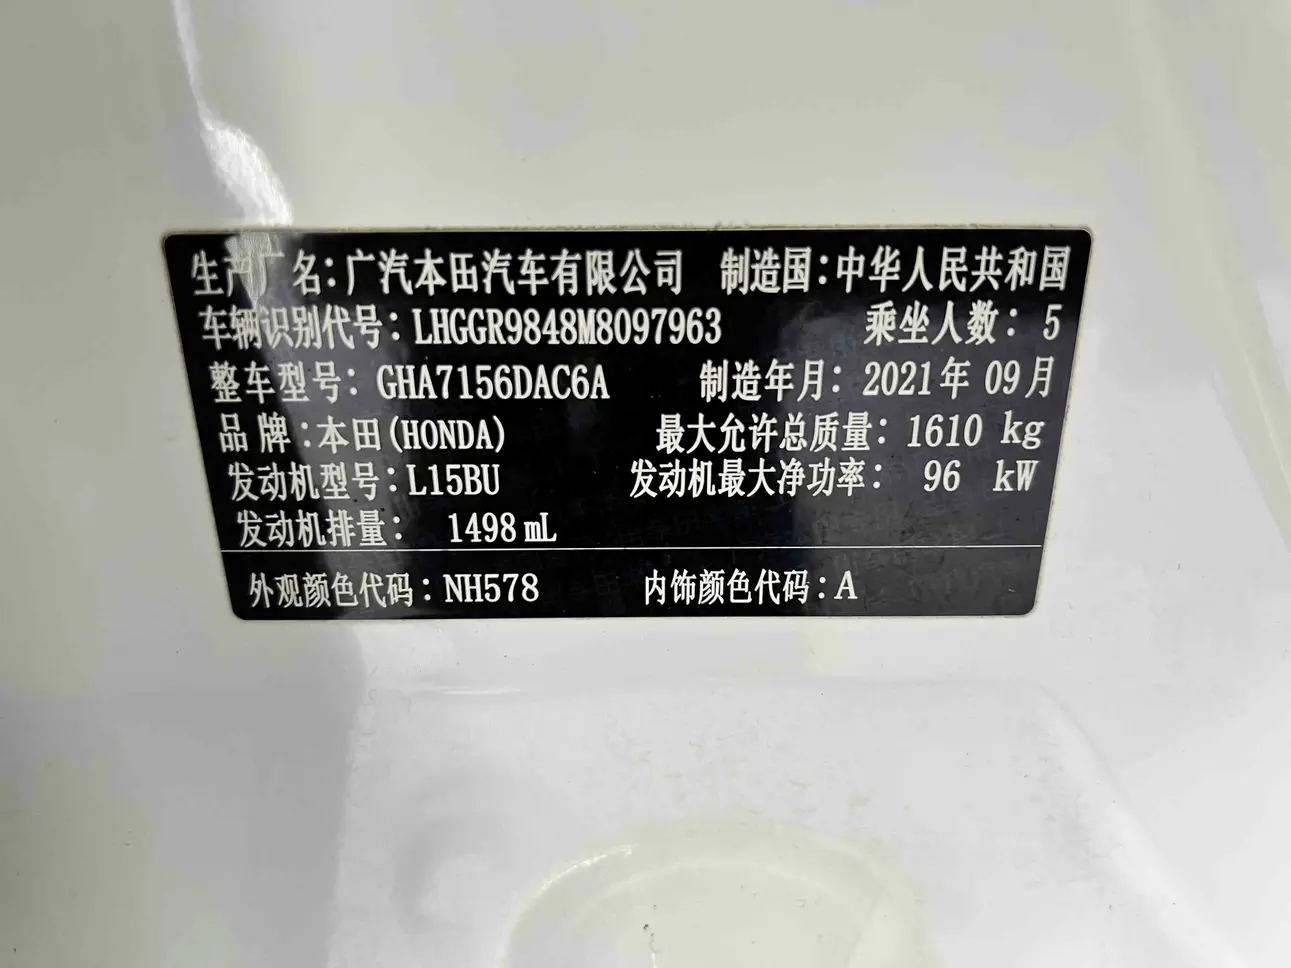 生产厂名：广汽本田汽车有限公司 制造国：中华人民共和国
车辆识别代号：LHGGR9848M8097963 乘坐人数：5
整车型号：GHA7156DAC6A 制造年月：2021年 09月
品牌：本田(HONDA) 最大允许总质量：1610 kg
发动机型号：L15BU 发动机最大净功率：96 kW
发动机排量：1498mL
外观颜色代码：NH578 内饰颜色代码：A